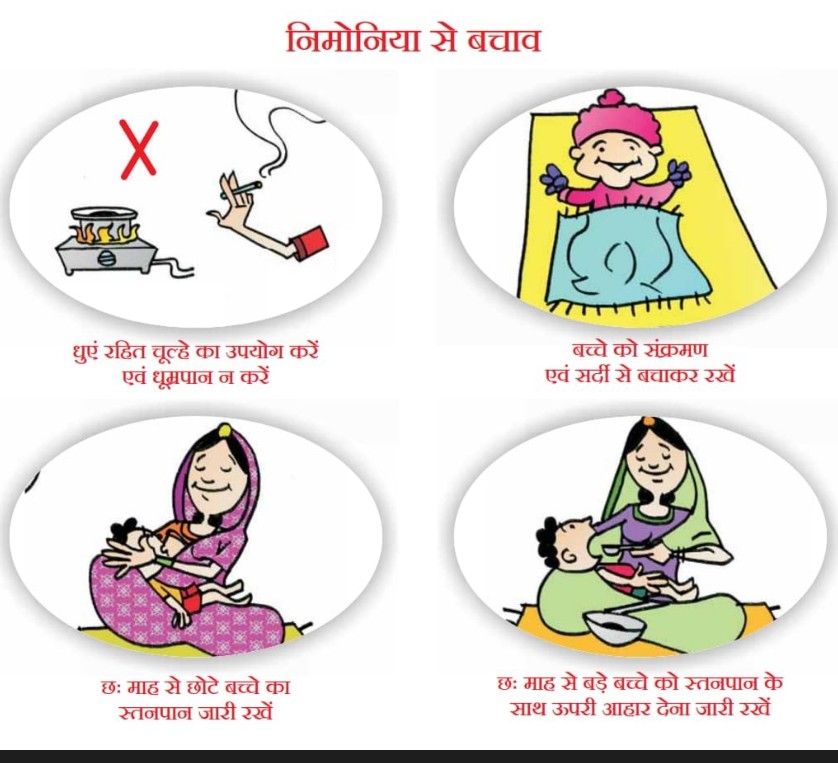 निमोनिया से बचाव
धुएं रहित चूल्हे का उपयोग करें
एवं धूम्रपान न करें
बच्चे को संक्रमण
एवं सर्दी से बचाकर रखें
छः माह से छोटे बच्चे का
स्तनपान जारी रखें
छः माह से बड़े बच्चे को स्तनपान के
साथ ऊपरी आहार देना जारी रखें